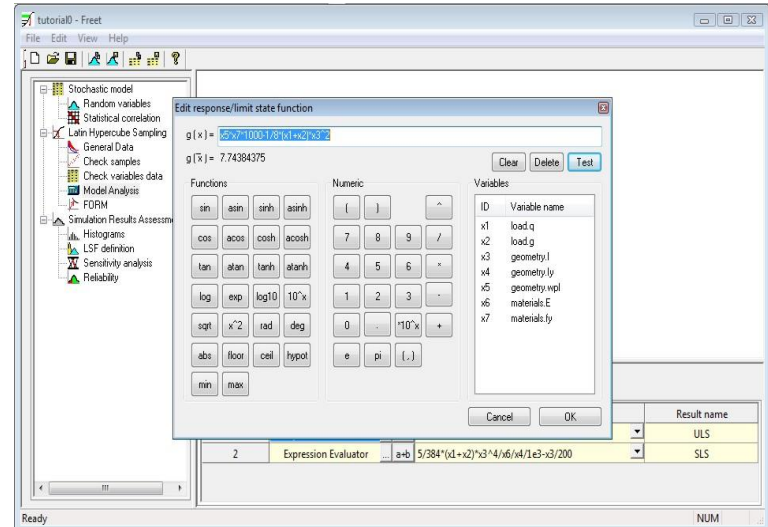 tutorial0 - Freet
File Edit View Help
Stochastic model
Random variables
Statistical correlation
Latin Hypercube Sampling
General Data
Check samples
Check variables data
Model Analysis
FORM
Simulation Results Assessm
Histograms
LSF definition
Sensitivity analysis
Reliability
Edit response/limit state function
g(x)= x5*x7*1000-1/8*(x1+x2)*x3^2
g(x̄)= 7.74384375
Clear Delete Test
Functions Numeric Variables
sin asin sinh asinh ( ) ^
cos acos cosh acosh 7 8 9 /
tan atan tanh atanh 4 5 6 *
log exp log10 10^x 1 2 3 -
sqrt x^2 rad deg 0 . *10^x +
abs floor ceil hypot e pi (,)
min max
ID Variable name
x1 load.q
x2 load.g
x3 geometry.l
x4 geometry.Iy
x5 geometry.wpl
x6 materials.E
x7 materials.fy
Cancel OK
Result name
ULS
2 Expression Evaluator ... a+b 5/384*(x1+x2)*x3^4/x6/x4/1e3-x3/200 SLS
Ready NUM